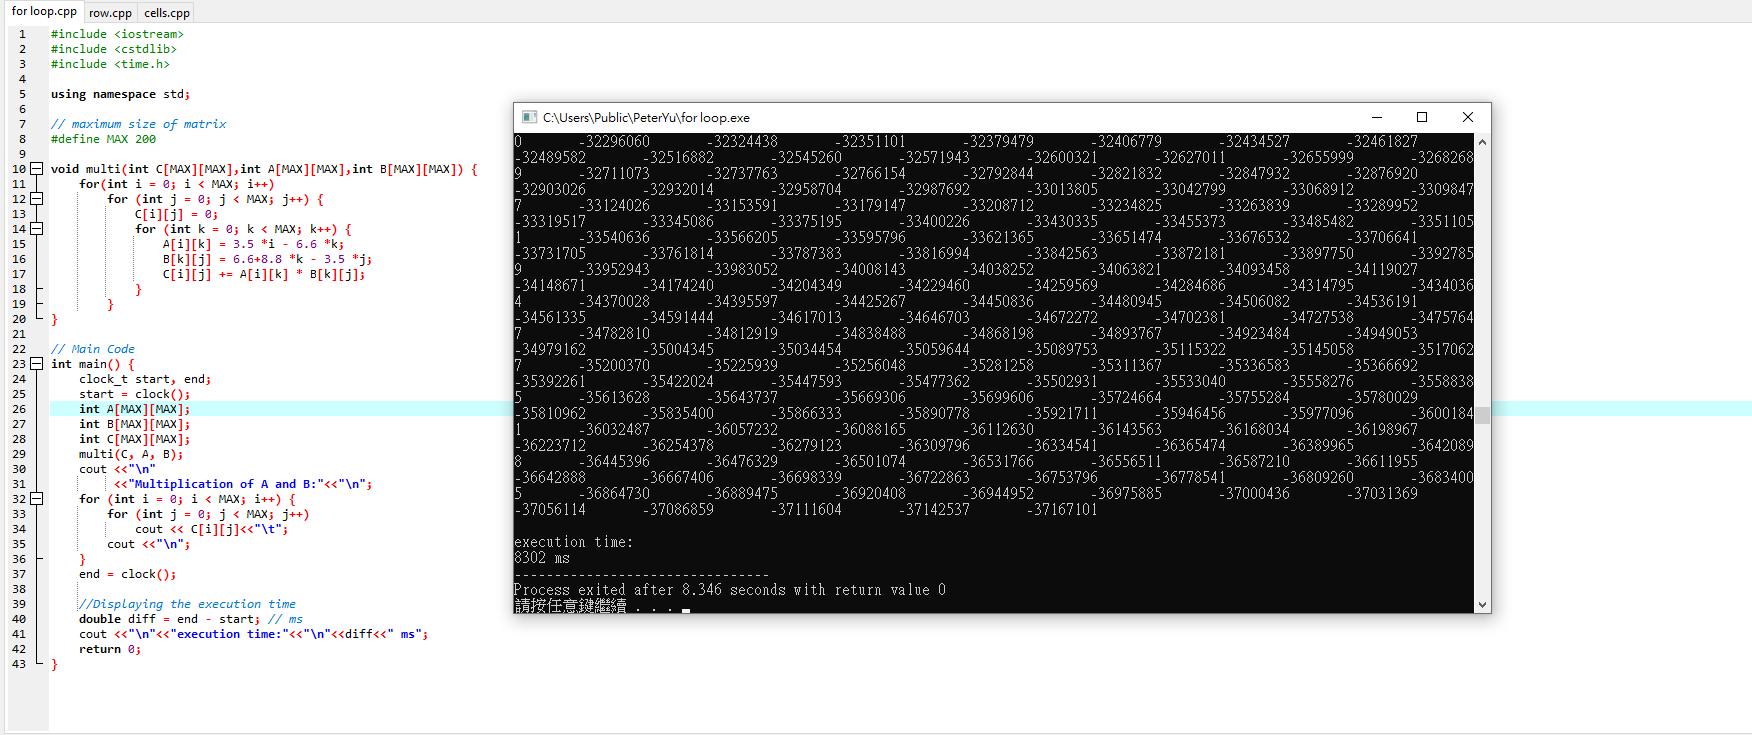 for loop.cpp row.cpp cells.cpp
1 #include <iostream>
2 #include <cstdlib>
3 #include <time.h>
4
5 using namespace std;
6
7 // maximum size of matrix
8 #define MAX 200
9
10 void multi(int C[MAX][MAX],int A[MAX][MAX],int B[MAX][MAX]) {
11 for(int i = 0; i < MAX; i++)
12 for (int j = 0; j < MAX; j++) {
13 C[i][j] = 0;
14 for (int k = 0; k < MAX; k++) {
15 A[i][k] = 3.5 *i - 6.6 *k;
16 B[k][j] = 6.6+8.8 *k - 3.5 *j;
17 C[i][j] += A[i][k] * B[k][j];
18 }
19 }
20 }
21
22 // Main Code
23 int main() {
24 clock_t start, end;
25 start = clock();
26 int A[MAX][MAX];
27 int B[MAX][MAX];
28 int C[MAX][MAX];
29 multi(C, A, B);
30 cout <<"\n"
31 <<"Multiplication of A and B:"<<"\n";
32 for (int i = 0; i < MAX; i++) {
33 for (int j = 0; j < MAX; j++)
34 cout << C[i][j]<<"\t";
35 cout <<"\n";
36 }
37 end = clock();
38
39 //Displaying the execution time
40 double diff = end - start; // ms
41 cout <<"\n"<<"execution time:"<<"\n"<<diff<<" ms";
42 return 0;
43 }
C:\Users\Public\PeterYu\for loop.exe
0 -32296060 -32324438 -32351101 -32379479 -32406779 -32434527 -32461827
-32489582 -32516882 -32545260 -32571943 -32600321 -32627011 -32655999 -3268268
9 -32711073 -32737763 -32766154 -32792844 -32821832 -32847932 -32876920
-32903026 -32932014 -32958704 -32987692 -33013805 -33042799 -33068912 -3309847
7 -33124026 -33153591 -33179147 -33208712 -33234825 -33263839 -33289952
-33319517 -33345086 -33375195 -33400226 -33430335 -33455373 -33485482 -3351105
1 -33540636 -33566205 -33595796 -33621365 -33651474 -33676532 -33706641
-33731705 -33761814 -33787383 -33816994 -33842563 -33872181 -33897750 -3392785
9 -33952943 -33983052 -34008143 -34038252 -34063821 -34093458 -34119027
-34148671 -34174240 -34204349 -34229460 -34259569 -34284686 -34314795 -3434036
4 -34370028 -34395597 -34425267 -34450836 -34480945 -34506082 -34536191
-34561335 -34591444 -34617013 -34646703 -34672272 -34702381 -34727538 -3475764
7 -34782810 -34812919 -34838488 -34868198 -34893767 -34923484 -34949053
-34979162 -35004345 -35034454 -35059644 -35089753 -35115322 -35145058 -3517062
7 -35200370 -35225939 -35256048 -35281258 -35311367 -35336583 -35366692
-35392261 -35422024 -35447593 -35477362 -35502931 -35533040 -35558276 -3558838
5 -35613628 -35643737 -35669306 -35699606 -35724664 -35755284 -35780029
-35810962 -35835400 -35866333 -35890778 -35921711 -35946456 -35977096 -3600184
1 -36032487 -36057232 -36088165 -36112630 -36143563 -36168034 -36198967
-36223712 -36254378 -36279123 -36309796 -36334541 -36365474 -36389965 -3642089
8 -36445396 -36476329 -36501074 -36531766 -36556511 -36587210 -36611955
-36642888 -36667406 -36698339 -36722863 -36753796 -36778541 -36809260 -3683400
5 -36864730 -36889475 -36920408 -36944952 -36975885 -37000436 -37031369
-37056114 -37086859 -37111604 -37142537 -37167101
execution time:
8302 ms
--------------------------------
Process exited after 8.346 seconds with return value 0
請按任意鍵繼續 . . .